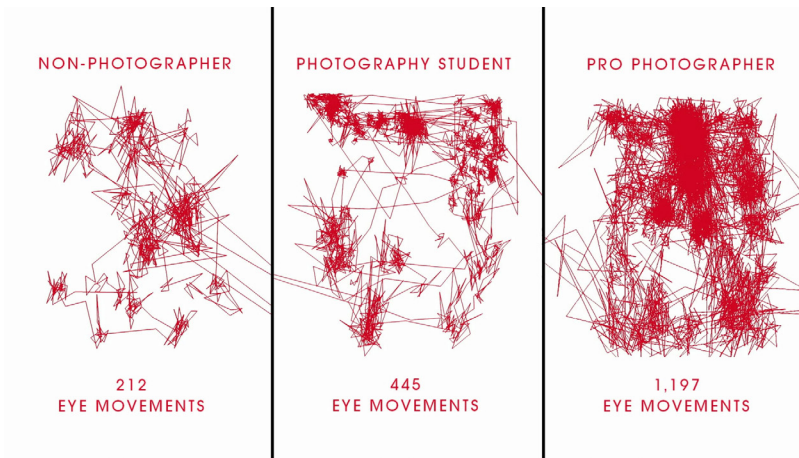 NON-PHOTOGRAPHER
212
EYE MOVEMENTS
PHOTOGRAPHY STUDENT
445
EYE MOVEMENTS
PRO PHOTOGRAPHER
1,197
EYE MOVEMENTS